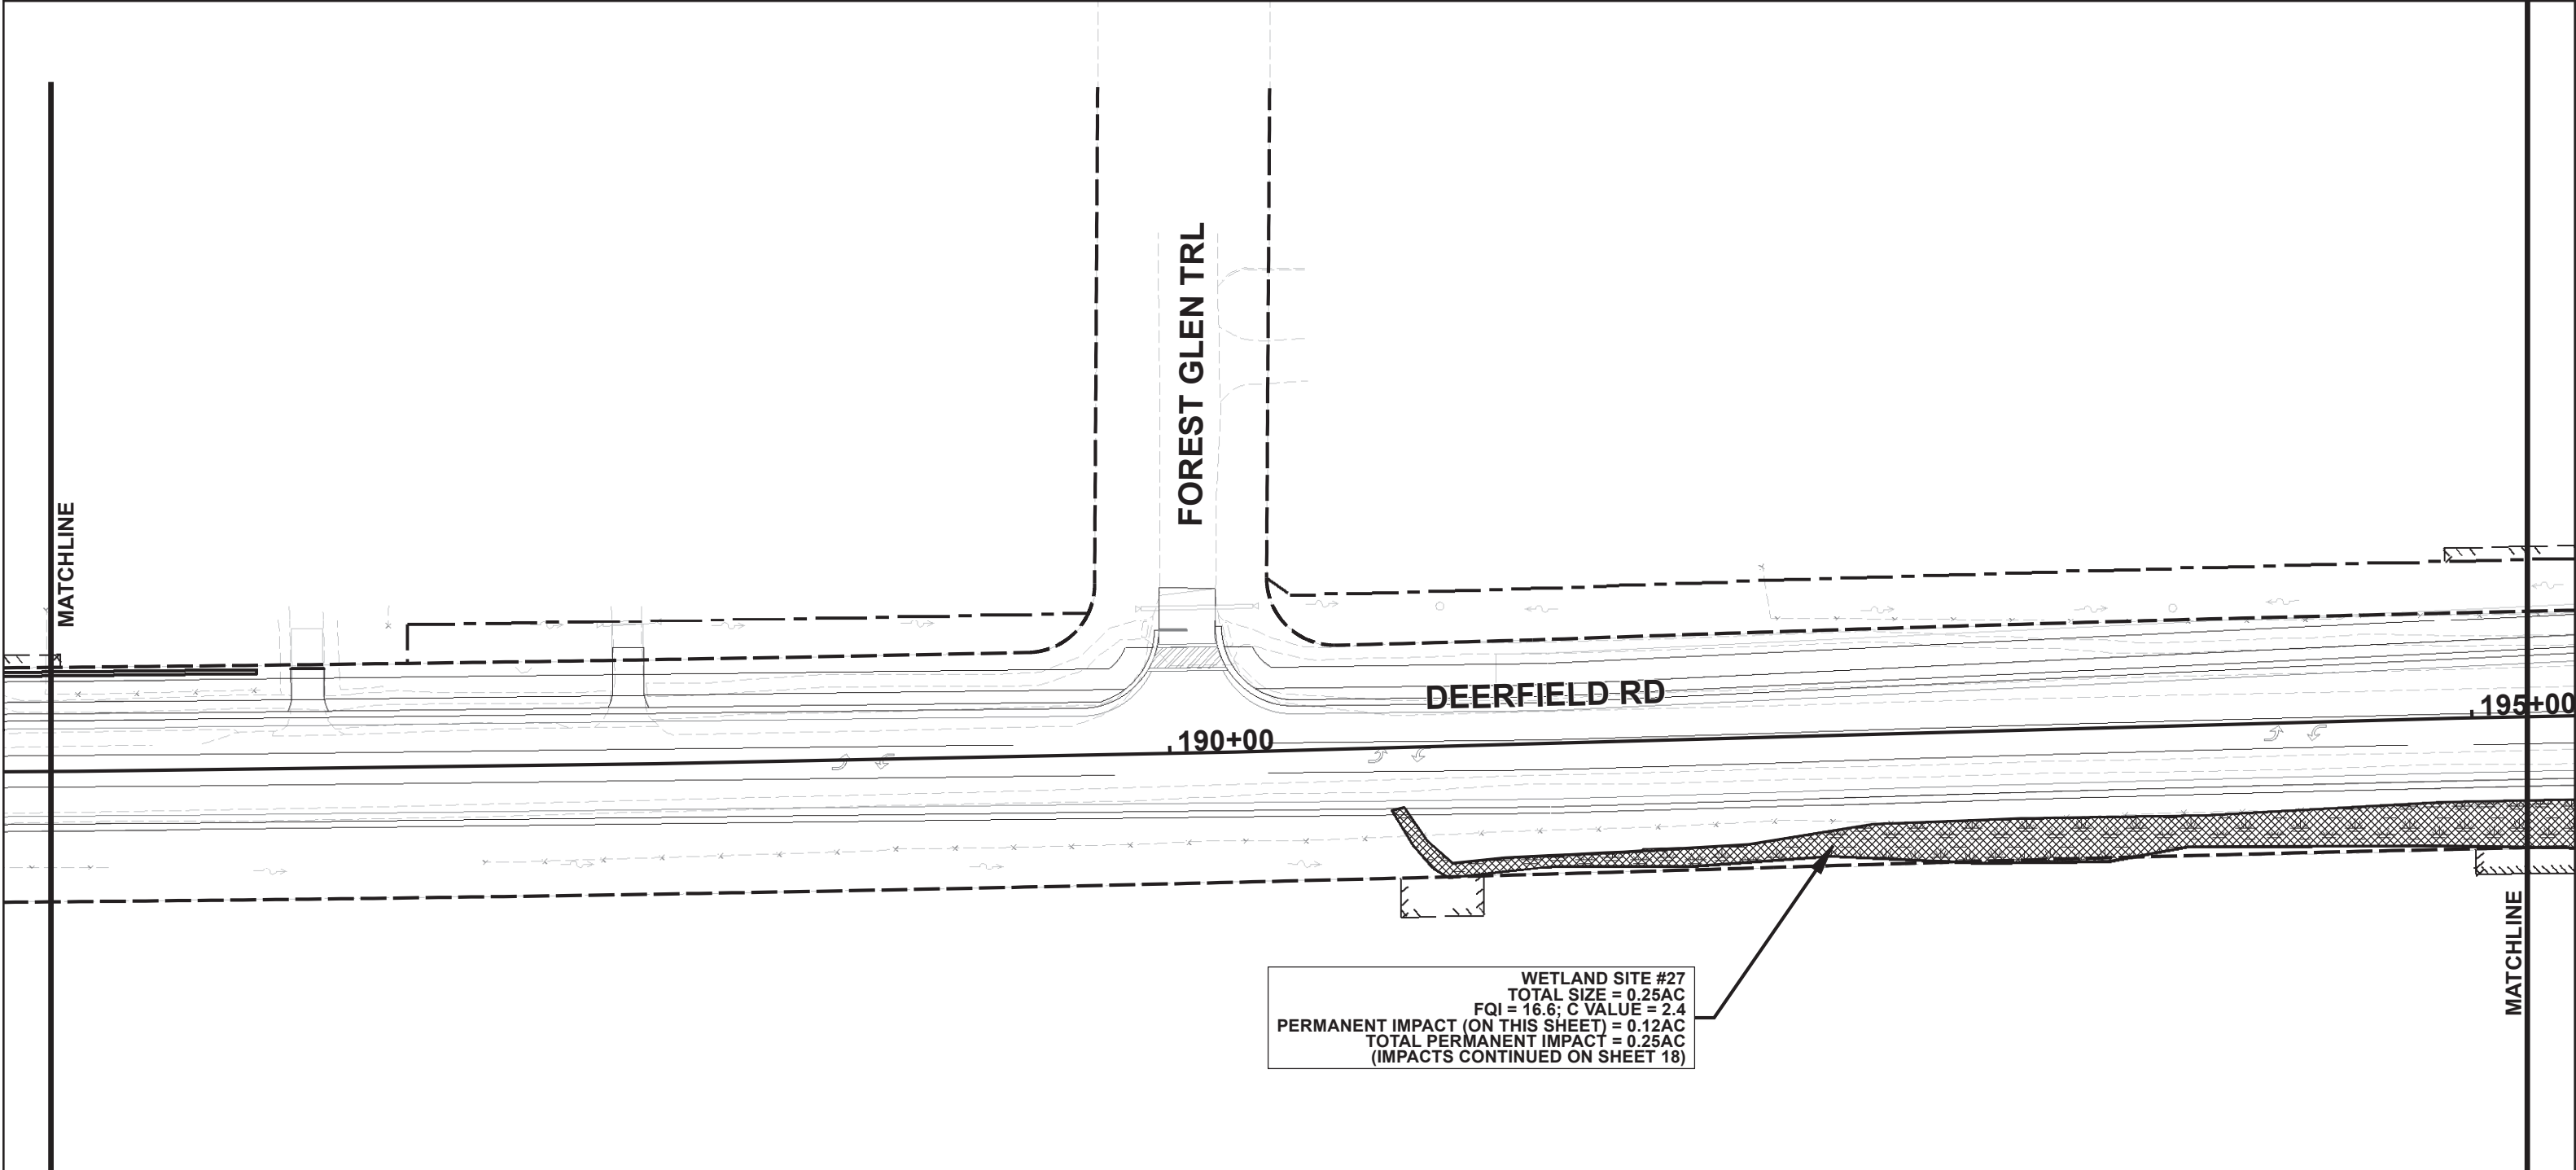 FOREST GLEN TRL
MATCHLINE
DEERFIELD RD
195+00
190+00
MATCHLINE
WETLAND SITE #27
TOTAL SIZE = 0.25AC
FQI = 16.6; C VALUE = 2.4
PERMANENT IMPACT (ON THIS SHEET) = 0.12AC
TOTAL PERMANENT IMPACT = 0.25AC
(IMPACTS CONTINUED ON SHEET 18)